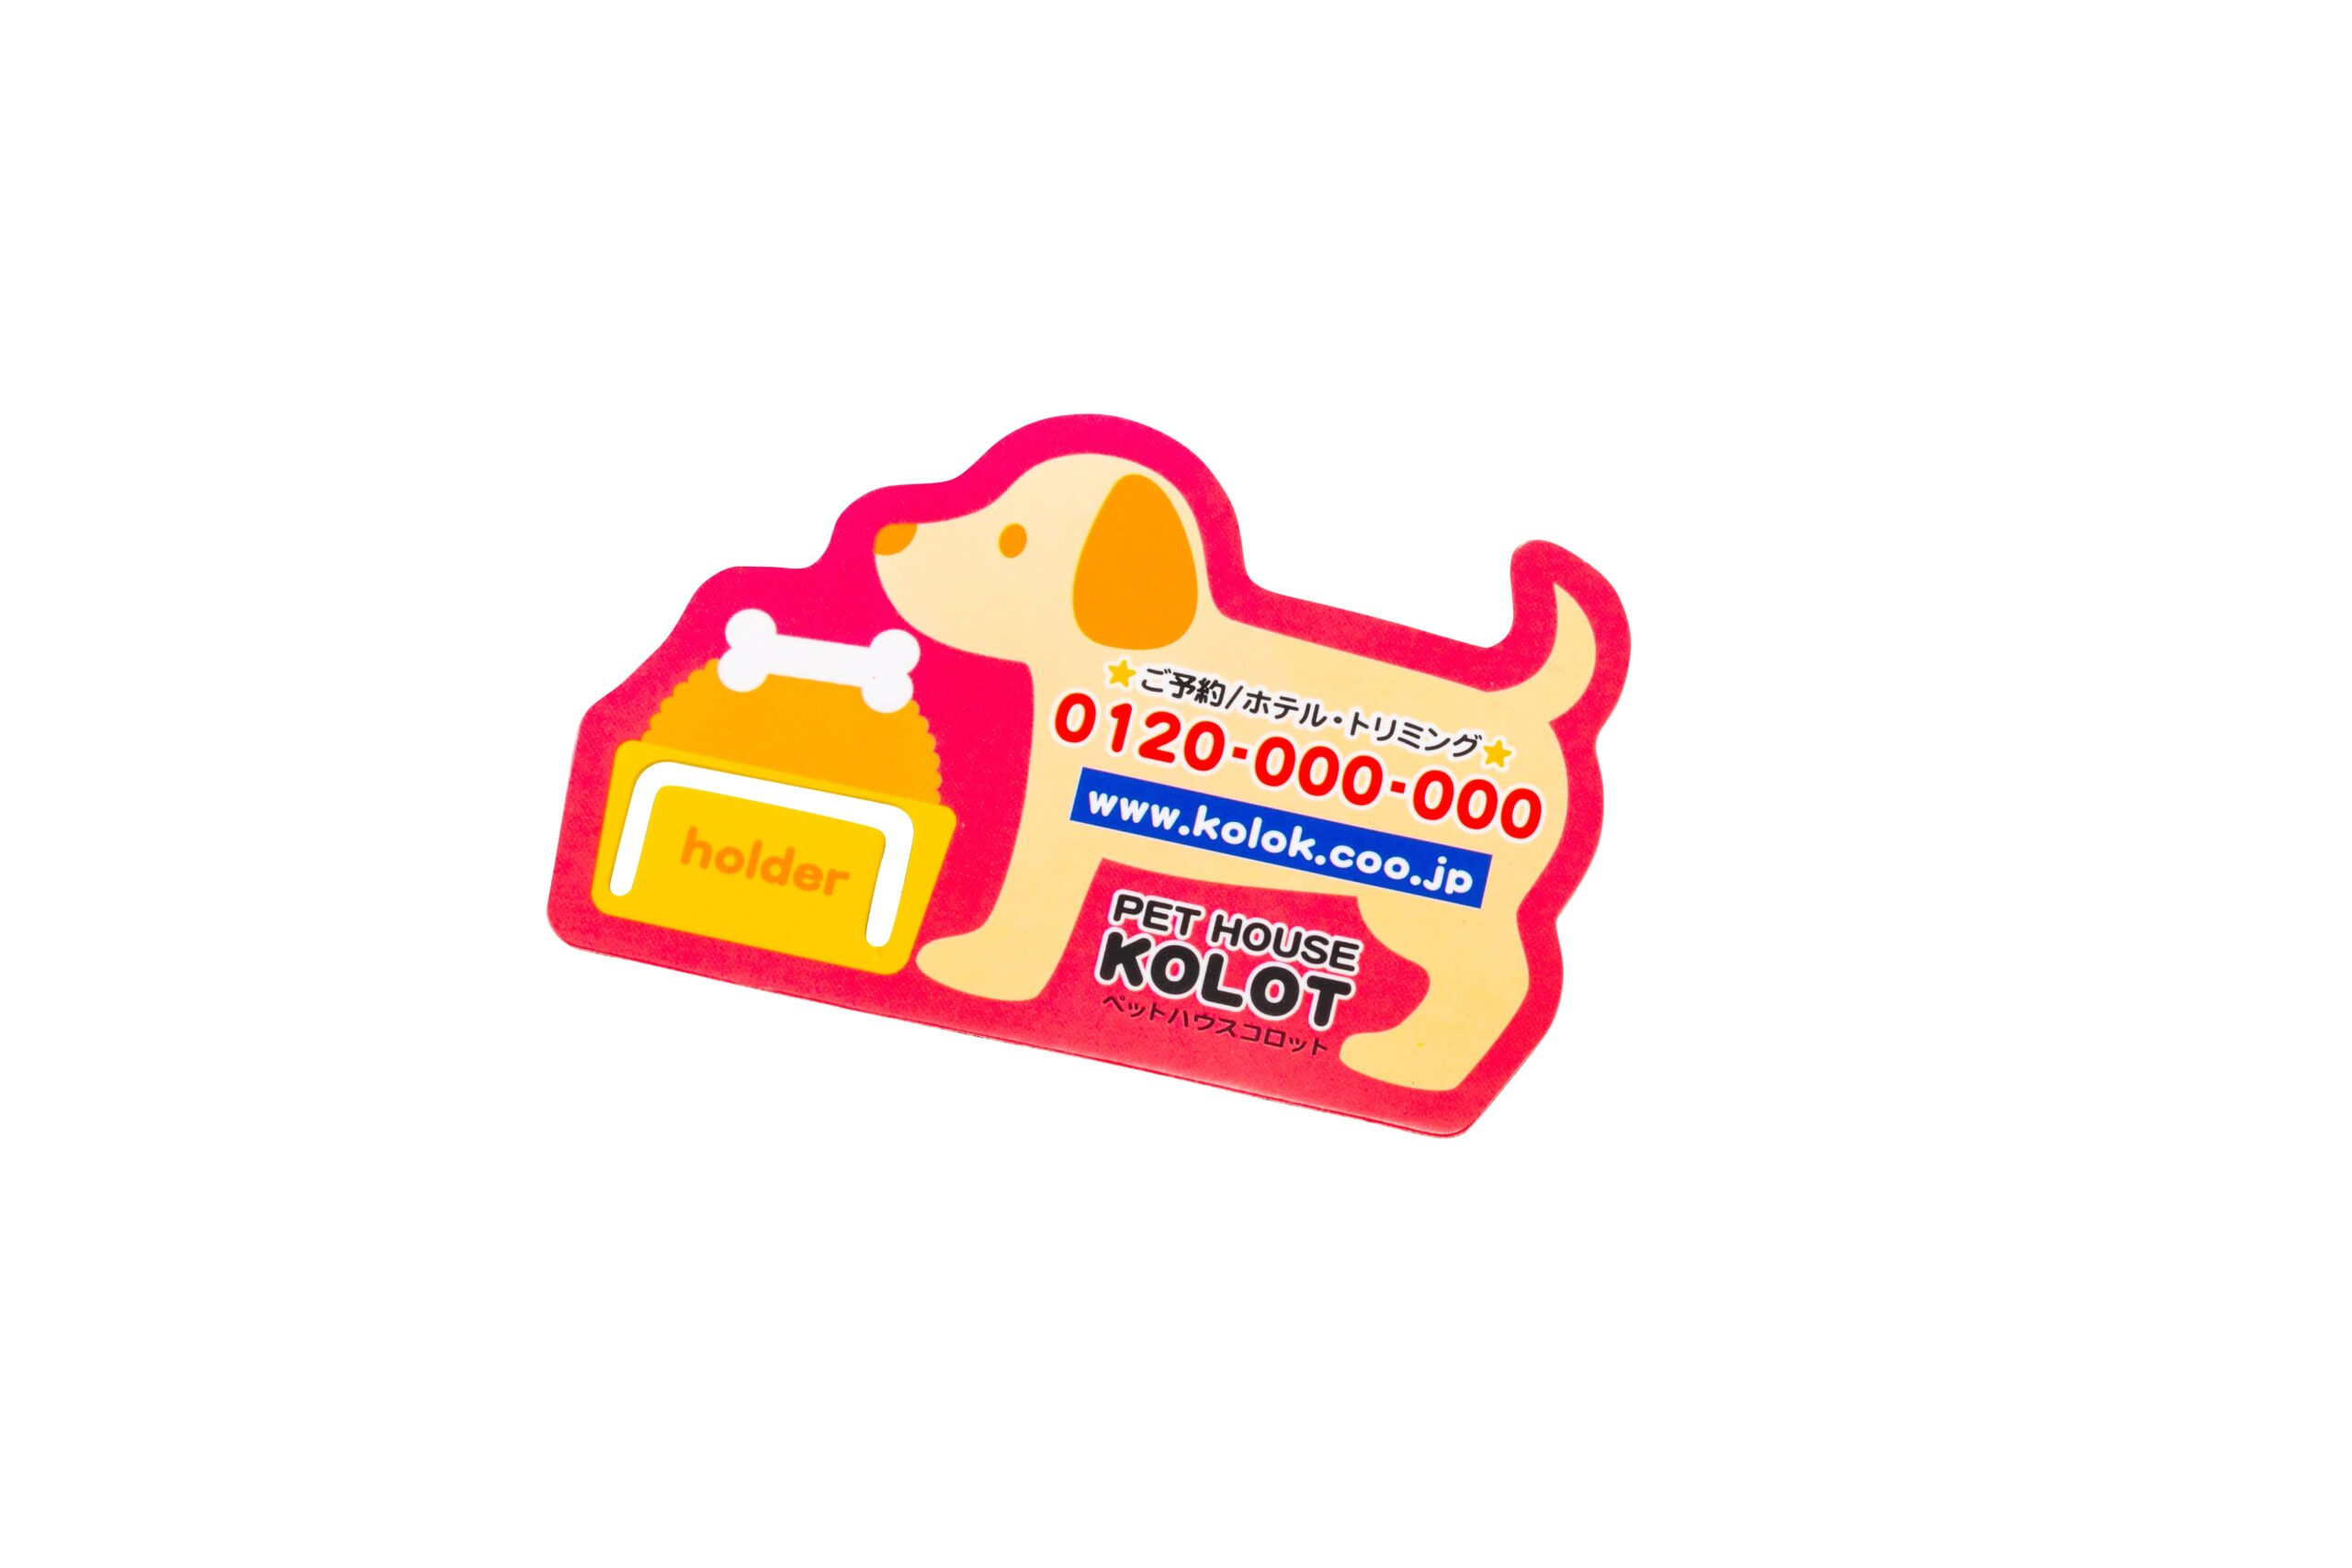 ★ご予約/ホテル・トリミング★
0120-000-000
www.kolok.coo.jp
holder
PET HOUSE
KOLOT
ペットハウスコロット